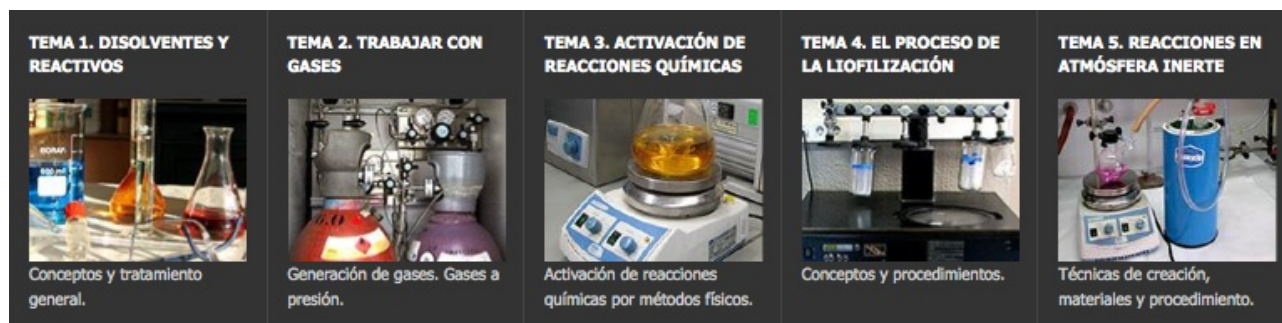 TEMA 1. DISOLVENTES Y
REACTIVOS
Conceptos y tratamiento
general.
TEMA 2. TRABAJAR CON
GASES
6.0
Generación de gases. Gases a
presión.
TEMA 3. ACTIVACIÓN DE
REACCIONES QUÍMICAS
Activación de reacciones
químicas por métodos físicos.
TEMA 4. EL PROCESO DE
LA LIOFILIZACIÓN
Conceptos y procedimientos.
TEMA 5. REACCIONES EN
ATMÓSFERA INERTE
Técnicas de creación,
materiales y procedimiento.